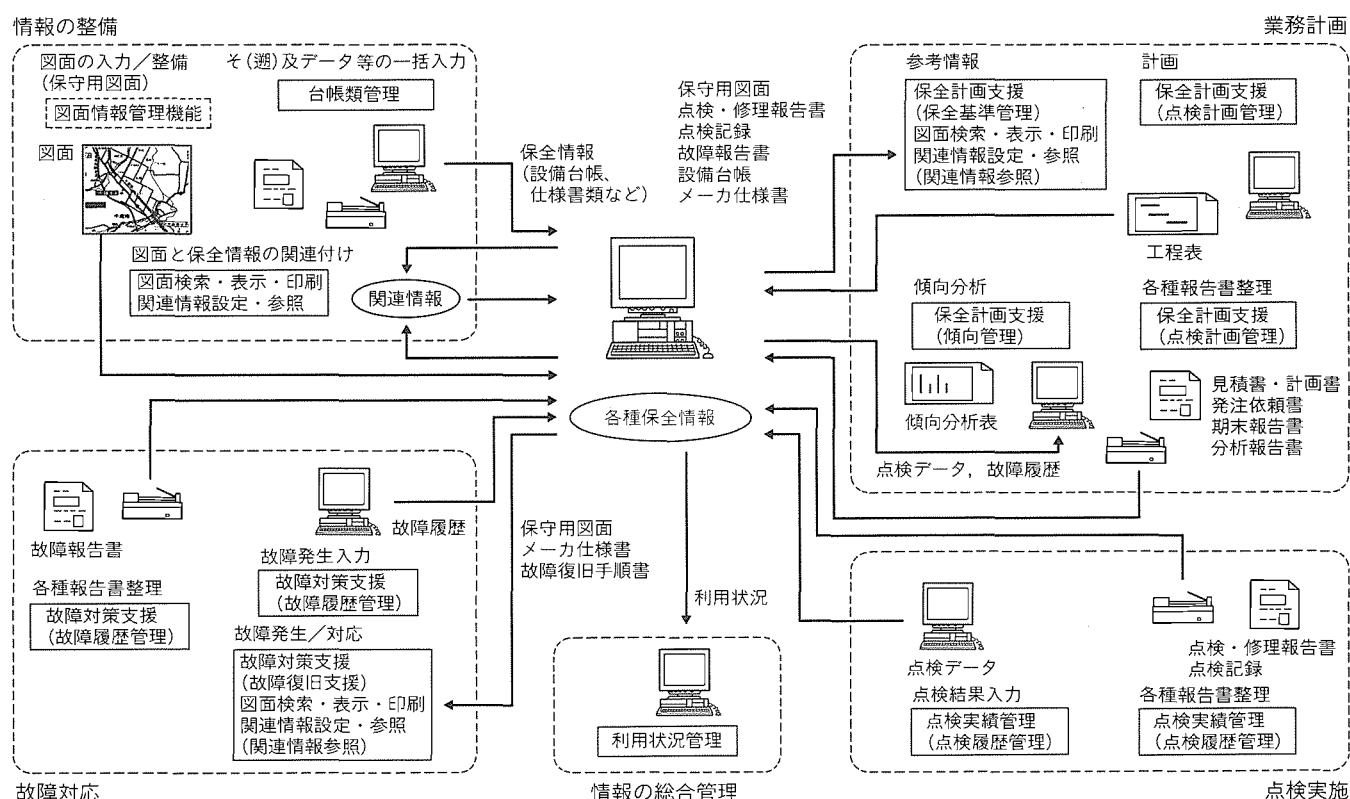 情報の整備
図面の入力／整備
(保守用図面)
図面情報管理機能
図面
そ(遡)及データ等の一括入力
台帳類管理
図面と保全情報の関連付け
図面検索・表示・印刷
関連情報設定・参照
関連情報
保全情報
(設備台帳、
仕様書類など)
保守用図面
点検・修理報告書
点検記録
故障報告書
設備台帳
メーカ仕様書
業務計画
参考情報
保全計画支援
(保全基準管理)
図面検索・表示・印刷
関連情報設定・参照
(関連情報参照)
計画
保全計画支援
(点検計画管理)
工程表
傾向分析
保全計画支援
(傾向管理)
傾向分析表
各種報告書整理
保全計画支援
(点検計画管理)
見積書・計画書
発注依頼書
期末報告書
分析報告書
点検データ，故障履歴
各種保全情報
故障報告書
各種報告書整理
故障対策支援
(故障履歴管理)
故障履歴
故障発生入力
故障対策支援
(故障履歴管理)
故障発生／対応
故障対策支援
(故障復旧支援)
図面検索・表示・印刷
関連情報設定・参照
(関連情報参照)
故障対応
保守用図面
メーカ仕様書
故障復旧手順書
利用状況
利用状況管理
情報の総合管理
点検データ
点検結果入力
点検実績管理
(点検履歴管理)
点検・修理報告書
点検記録
各種報告書整理
点検実績管理
(点検履歴管理)
点検実施